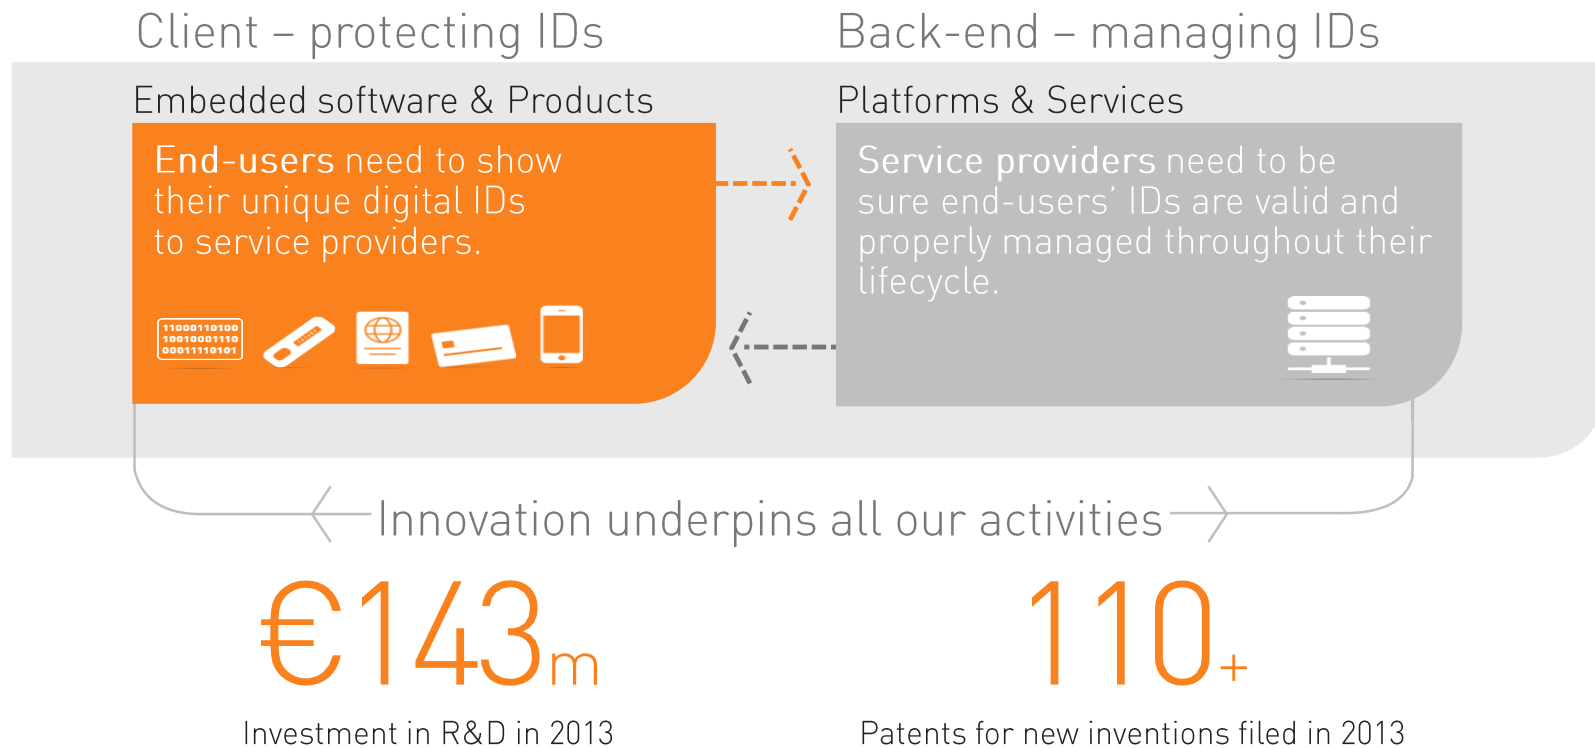 Client – protecting IDs
Embedded software & Products
End-users need to show
their unique digital IDs
to service providers.
11000110100
10010001110
00011110101
Back-end – managing IDs
Platforms & Services
Service providers need to be
sure end-users’ IDs are valid and
properly managed throughout their
lifecycle.
Innovation underpins all our activities
€143m
Investment in R&D in 2013
110+
Patents for new inventions filed in 2013